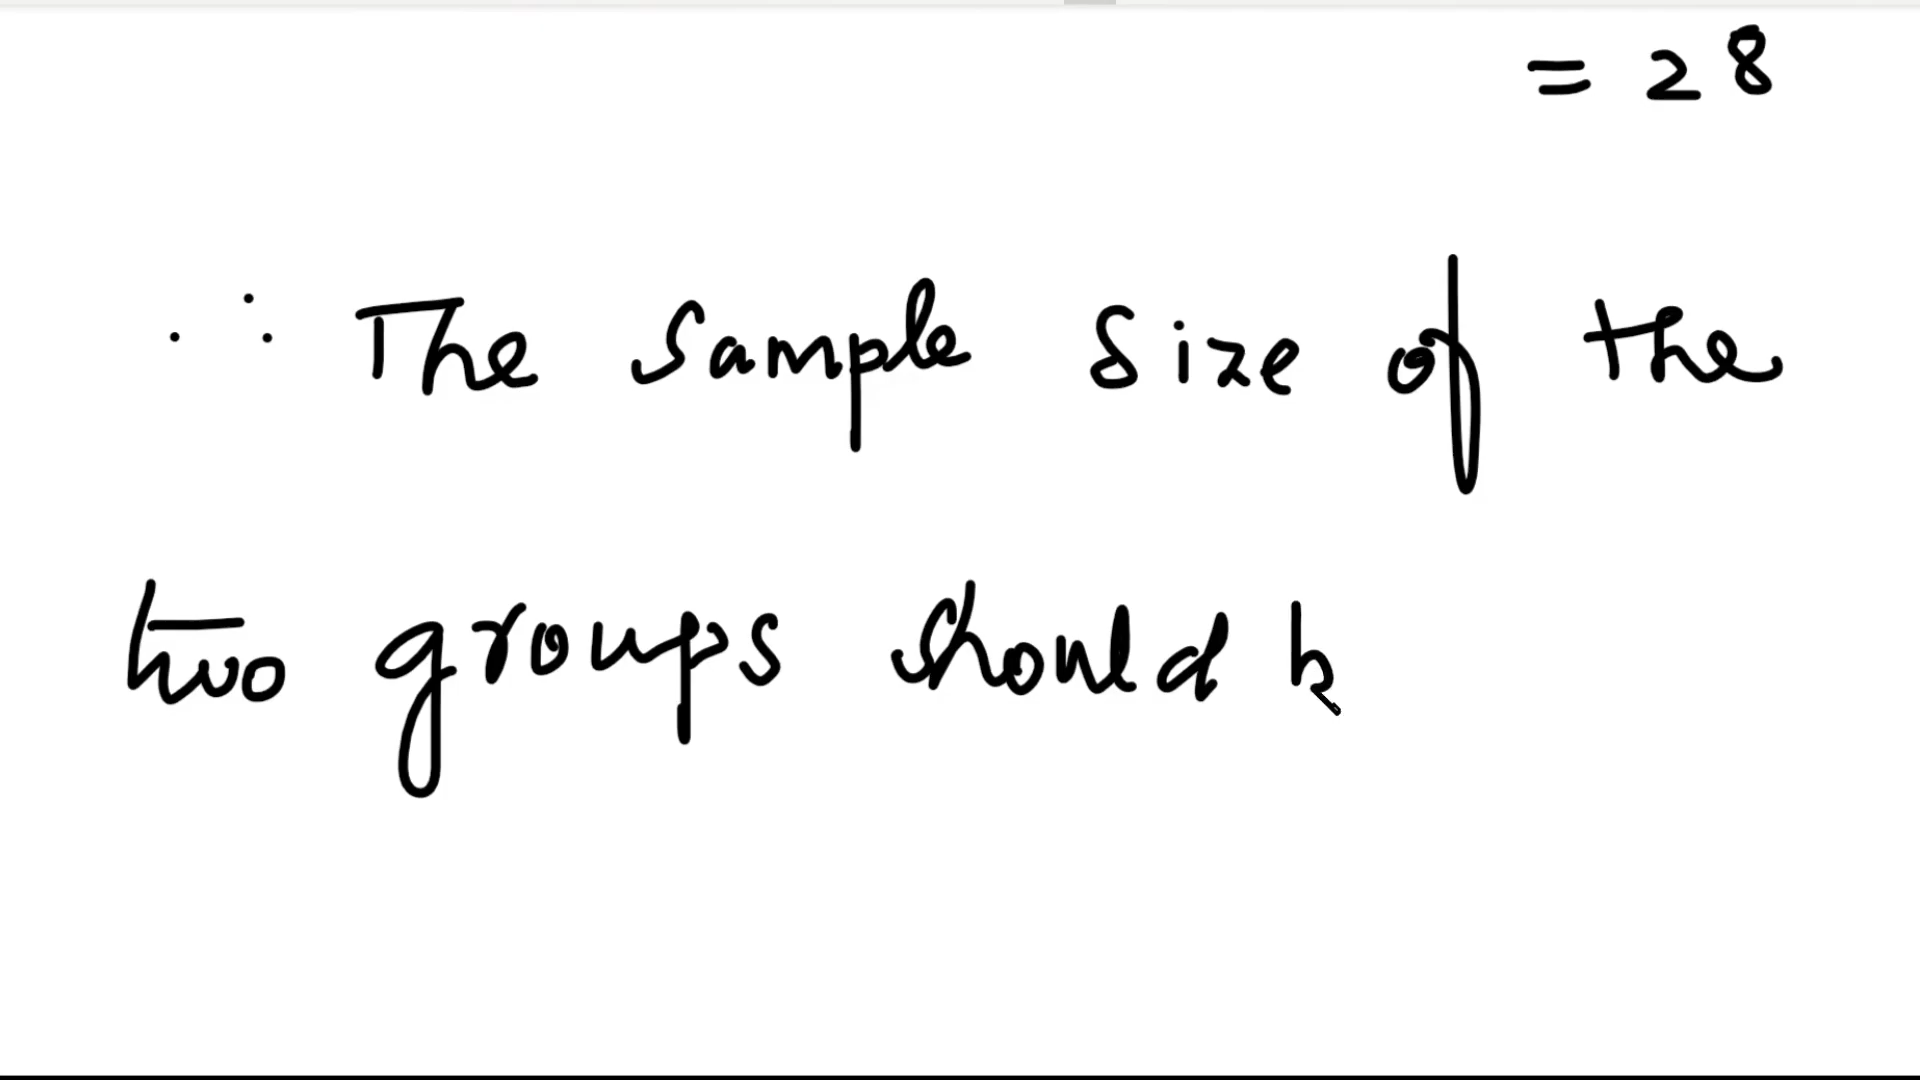 = 28
∴ The sample size of the
two groups should b